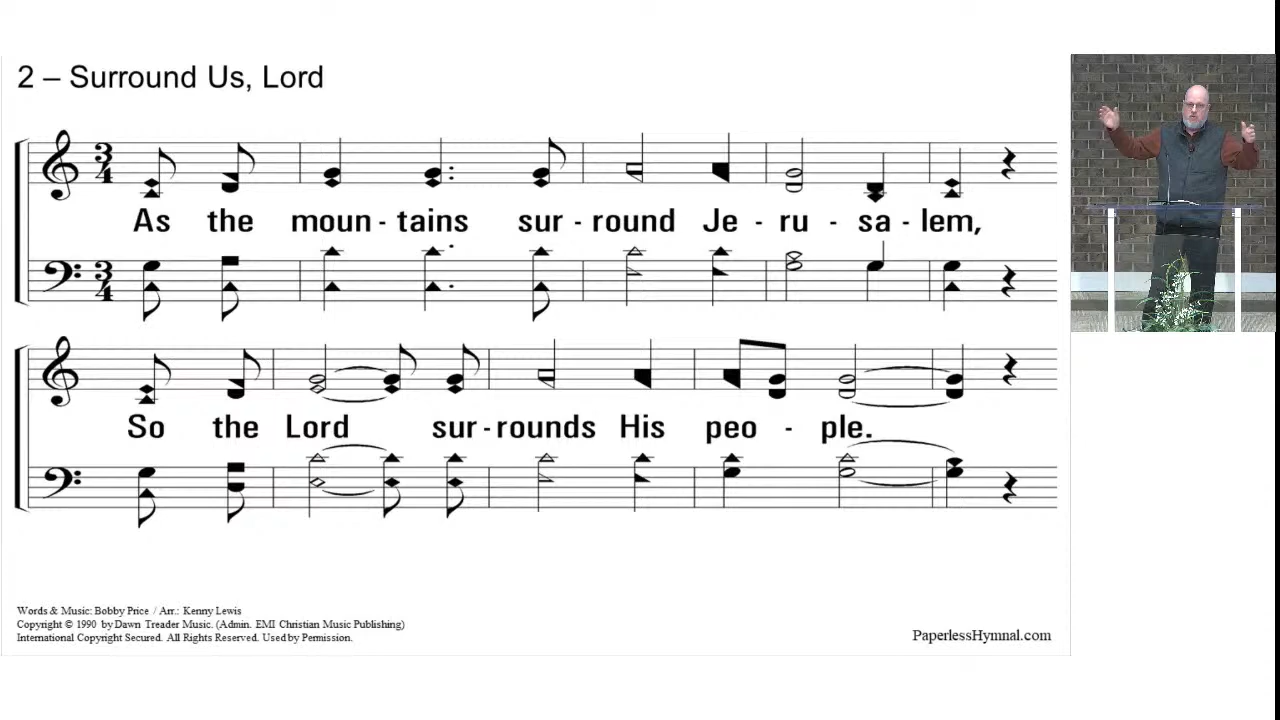 2 – Surround Us, Lord
3
4
As the moun - tains sur - round Je - ru - sa - lem,
3
4
So the Lord sur - rounds His peo - ple.
Words & Music: Bobby Price / Arr.: Kenny Lewis
Copyright © 1990 by Dawn Treader Music. (Admin. EMI Christian Music Publishing)
International Copyright Secured. All Rights Reserved. Used by Permission.
PaperlessHymnal.com